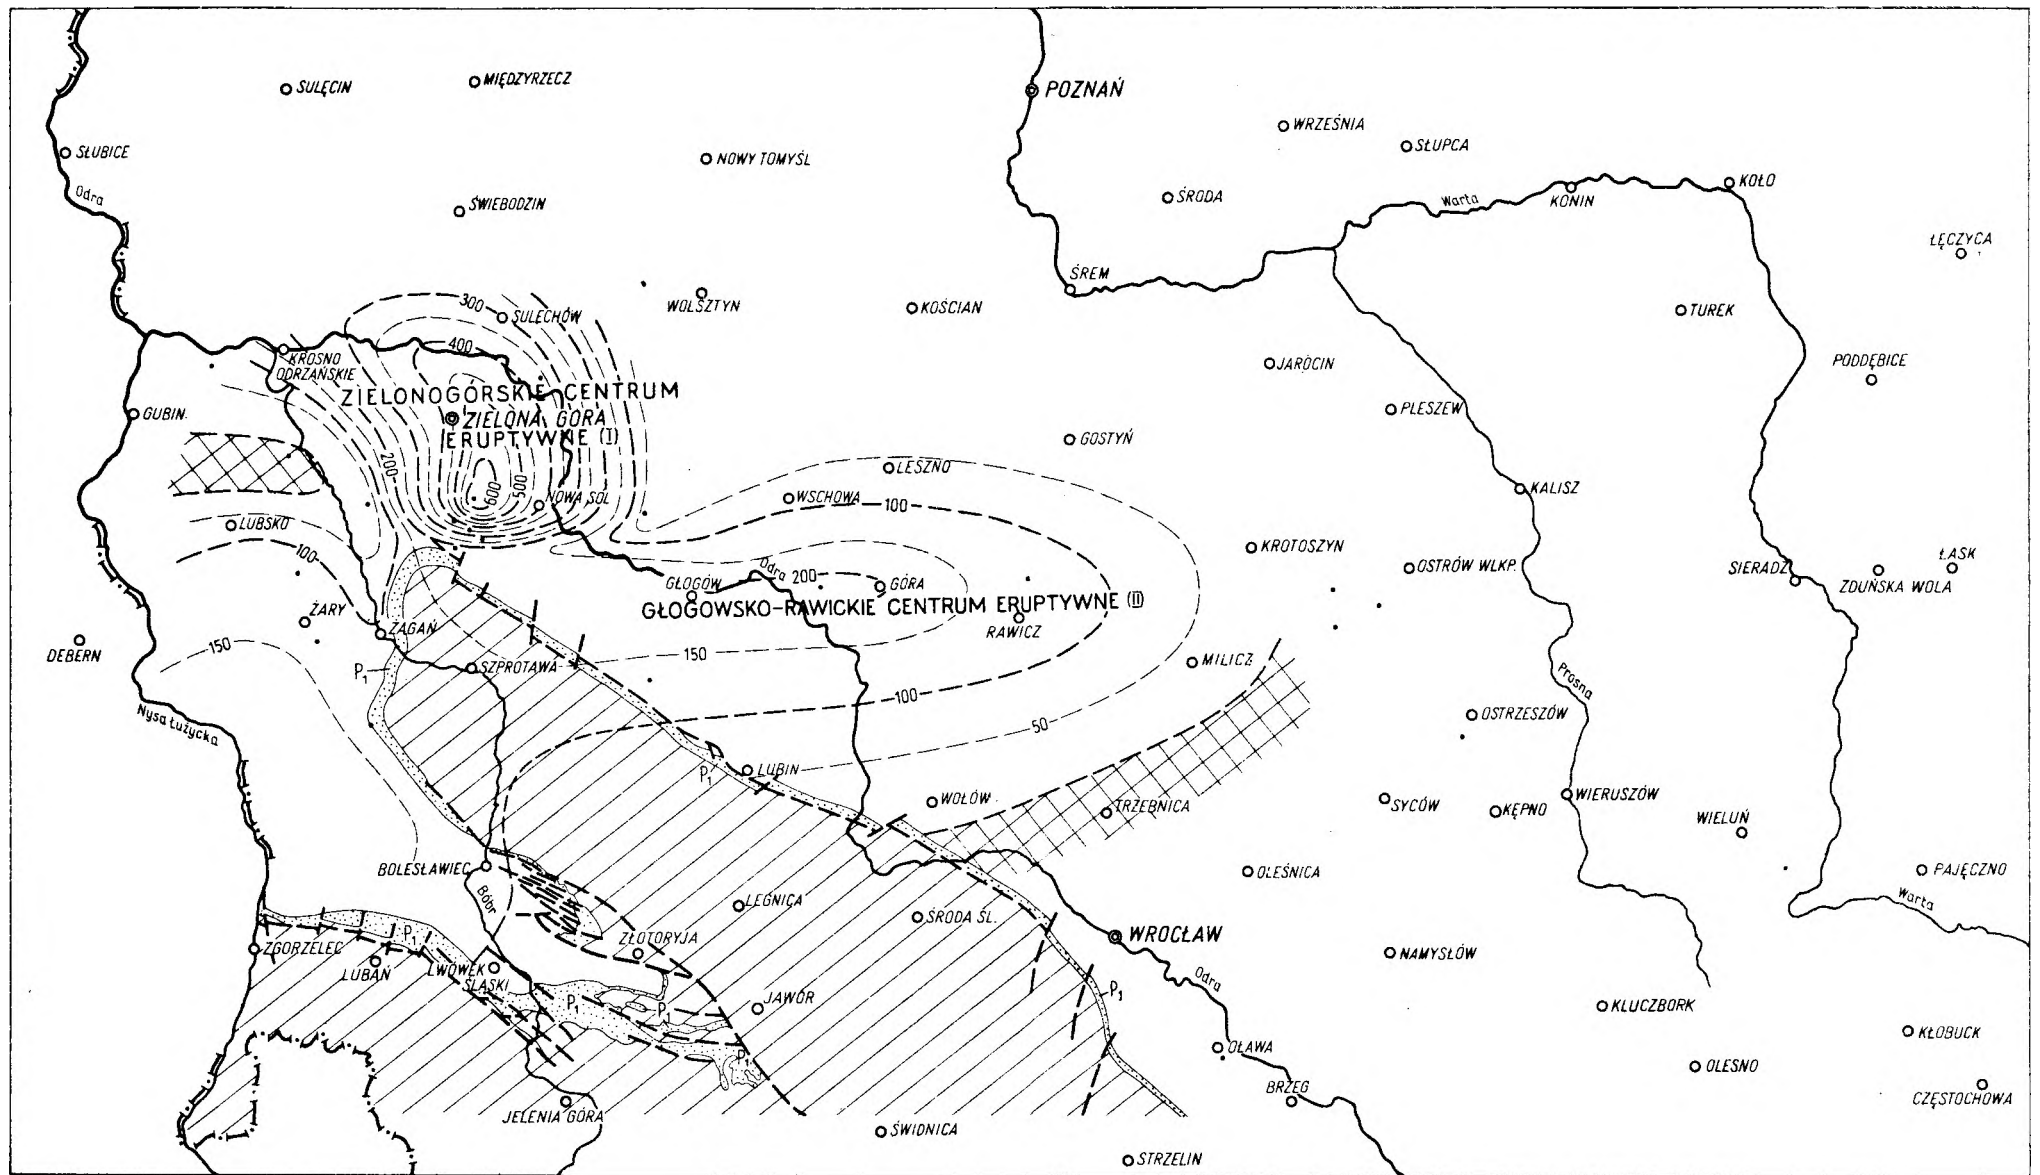 SULĘCIN
MIĘDZYRZECZ
POZNAŃ
WRZEŚNIA
SŁUPCA
SŁUBICE
NOWY TOMYŚL
KOŁO
Odra
ŚWIEBODZIN
ŚRODA
Warta
KONIN
ŁĘCZYCA
ŚREM
300
SULECHÓW
WOLSZTYN
KOŚCIAN
TUREK
400
KROSNO
ODRZAŃSKIE
JAROCIN
PODDĘBICE
ZIELONOGÓRSKIE CENTRUM
GUBIN
ZIELONA GÓRA
PLESZEW
ERUPTYWNE (I)
GOSTYŃ
200
LESZNO
600
500
NOWA SÓL
WSCHOWA
100
KALISZ
LUBSKO
100
KROTOSZYN
ŁASK
Odra
200
GÓRA
OSTRÓW WLKP.
SIERADZ
ZDUŃSKA WOLA
GŁOGÓW
GŁOGOWSKO-RAWICKIE CENTRUM ERUPTYWNE (II)
ŻARY
ŻAGAŃ
RAWICZ
DEBERN
150
P1
SZPROTAWA
150
MILICZ
100
Prosna
Nysa Łużycka
50
OSTRZESZÓW
P1
LUBIN
WOŁÓW
TRZEBNICA
SYCÓW
KĘPNO
WIERUSZÓW
WIELUŃ
BOLESŁAWIEC
OLEŚNICA
PAJĘCZNO
Bóbr
LEGNICA
ŚRODA ŚL.
Warta
P1
ZGORZELEC
LUBAŃ
LWÓWEK
ŚLĄSKI
ZŁOTORYJA
WROCŁAW
NAMYSŁÓW
Odra
P1
P1
JAWOR
P1
KLUCZBORK
KŁOBUCK
P1
OŁAWA
OLESNO
BRZEG
CZĘSTOCHOWA
JELENIA GÓRA
ŚWIDNICA
STRZELIN